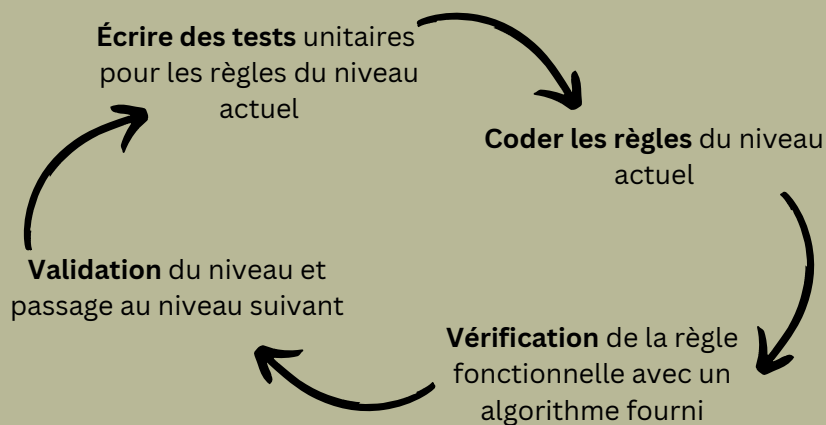 Écrire des tests unitaires
pour les règles du niveau
actuel
Coder les règles du niveau
actuel
Vérification de la règle
fonctionnelle avec un
algorithme fourni
Validation du niveau et
passage au niveau suivant